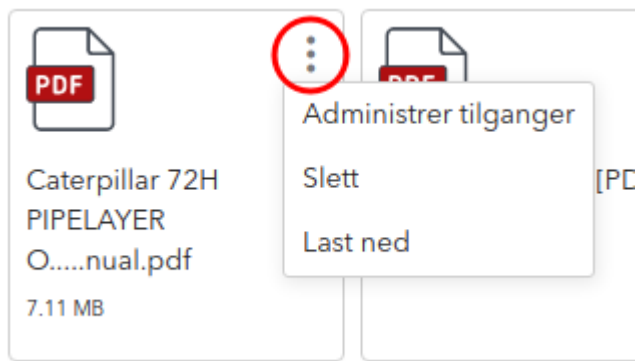 PDF
Administrer tilganger
Slett
Last ned
Caterpillar 72H
PIPELAYER
O.....nual.pdf
7.11 MB
PDF
[PD